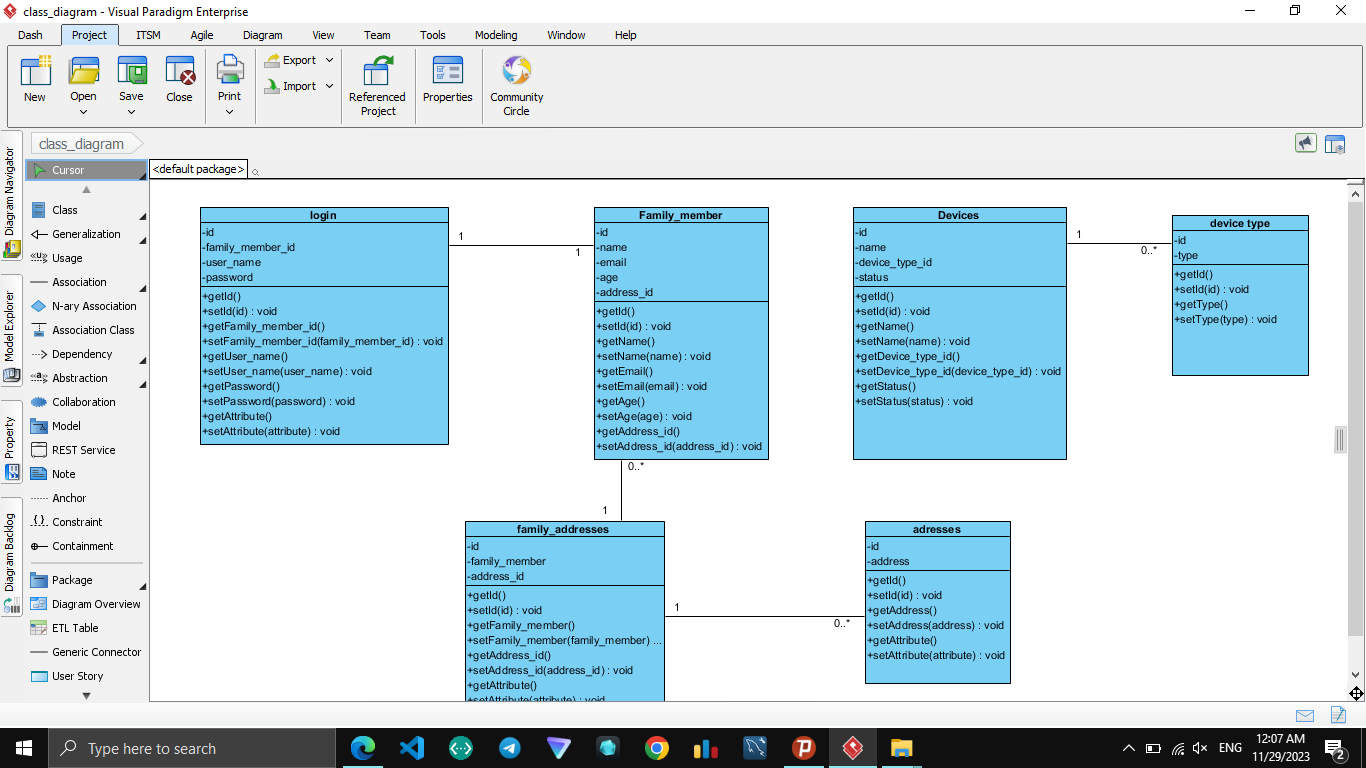 class_diagram - Visual Paradigm Enterprise
Dash Project ITSM Agile Diagram View Team Tools Modeling Window Help
New Open Save Close Print Export Import Referenced Project Properties Community Circle
class_diagram
Diagram Navigator
Model Explorer
Property
Diagram Backlog
Cursor
Class
Generalization
Usage
Association
N-ary Association
Association Class
Dependency
Abstraction
Collaboration
Model
REST Service
Note
Anchor
Constraint
Containment
Package
Diagram Overview
ETL Table
Generic Connector
User Story
<default package>
login
-id
-family_member_id
-user_name
-password
+getId()
+setId(id) : void
+getFamily_member_id()
+setFamily_member_id(family_member_id) : void
+getUser_name()
+setUser_name(user_name) : void
+getPassword()
+setPassword(password) : void
+getAttribute()
+setAttribute(attribute) : void
1
1
Family_member
-id
-name
-email
-age
-address_id
+getId()
+setId(id) : void
+getName()
+setName(name) : void
+getEmail()
+setEmail(email) : void
+getAge()
+setAge(age) : void
+getAddress_id()
+setAddress_id(address_id) : void
Devices
-id
-name
-device_type_id
-status
+getId()
+setId(id) : void
+getName()
+setName(name) : void
+getDevice_type_id()
+setDevice_type_id(device_type_id) : void
+getStatus()
+setStatus(status) : void
1
0..*
device type
-id
-type
+getId()
+setId(id) : void
+getType()
+setType(type) : void
0..*
1
family_addresses
-id
-family_member
-address_id
+getId()
+setId(id) : void
+getFamily_member()
+setFamily_member(family_member) ...
+getAddress_id()
+setAddress_id(address_id) : void
+getAttribute()
+setAttribute(attribute) : void
1
0..*
adresses
-id
-address
+getId()
+setId(id) : void
+getAddress()
+setAddress(address) : void
+getAttribute()
+setAttribute(attribute) : void
Type here to search
ENG
12:07 AM
11/29/2023
2